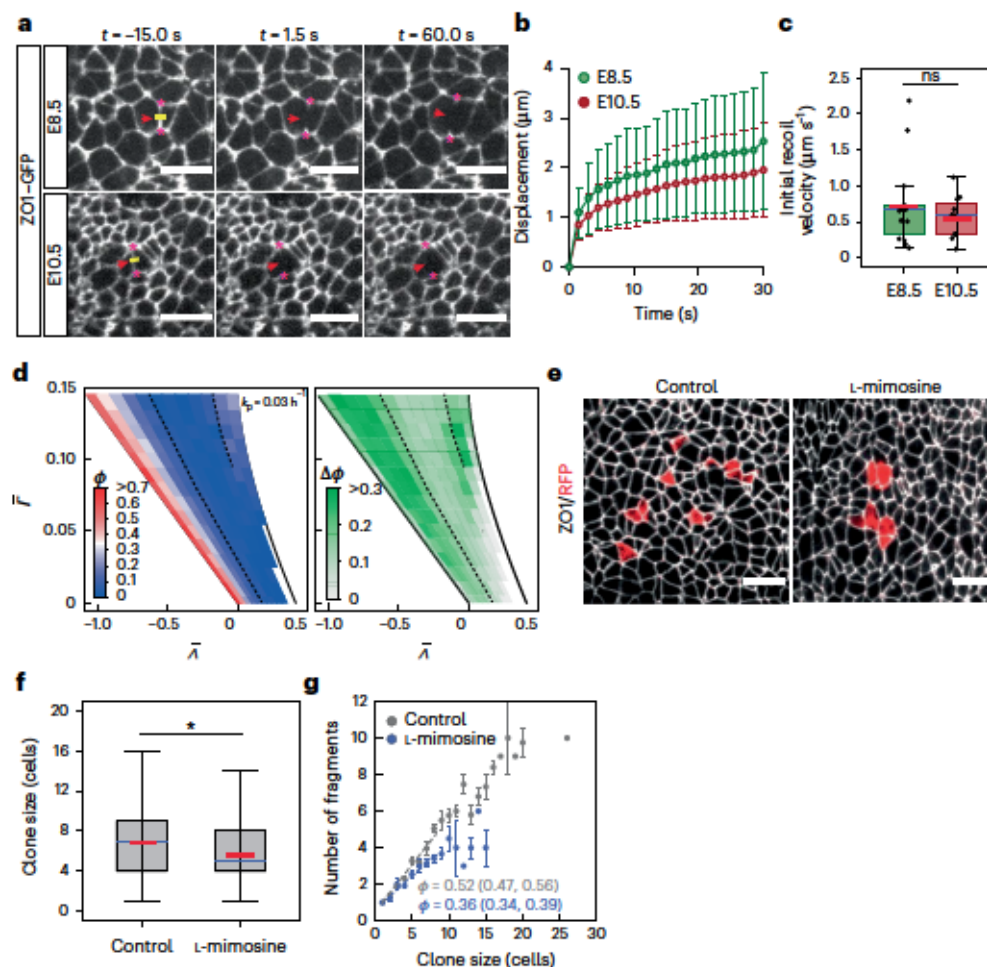 a
t = –15.0 s
t = 1.5 s
t = 60.0 s
ZO1–GFP
E8.5
E10.5
b
Displacement (μm)
4
3
2
1
0
E8.5
E10.5
0
10
20
30
Time (s)
c
Initial recoil
velocity (μm s⁻¹)
2.5
2.0
1.5
1.0
0.5
0
ns
E8.5
E10.5
d
0.15
0.10
0.05
0
Γ̅
kp = 0.03 h⁻¹
ϕ
>0.7
0.6
0.5
0.4
0.3
0.2
0.1
0
–1.0
–0.5
0
0.5
Λ̅
Δϕ
>0.3
0.2
0.1
0
–1.0
–0.5
0
0.5
Λ̅
e
Control
L-mimosine
ZO1/RFP
f
Clone size (cells)
20
16
12
8
4
0
*
Control
L-mimosine
g
Number of fragments
12
10
8
6
4
2
0
Control
L-mimosine
ϕ = 0.52 (0.47, 0.56)
ϕ = 0.36 (0.34, 0.39)
0
5
10
15
20
25
30
Clone size (cells)